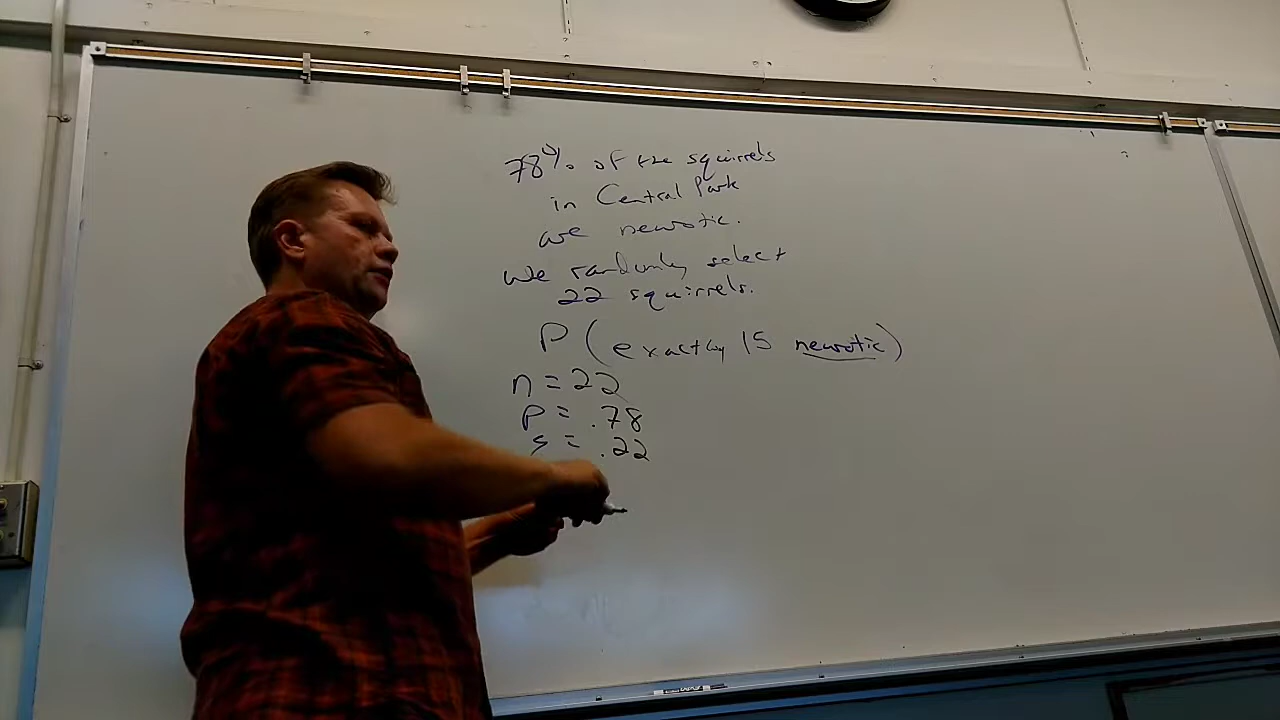 78% of the squirrels
in Central Park
are neurotic.
We randomly select
22 squirrels.
P(exactly 15 neurotic)
n = 22
p = .78
= .22